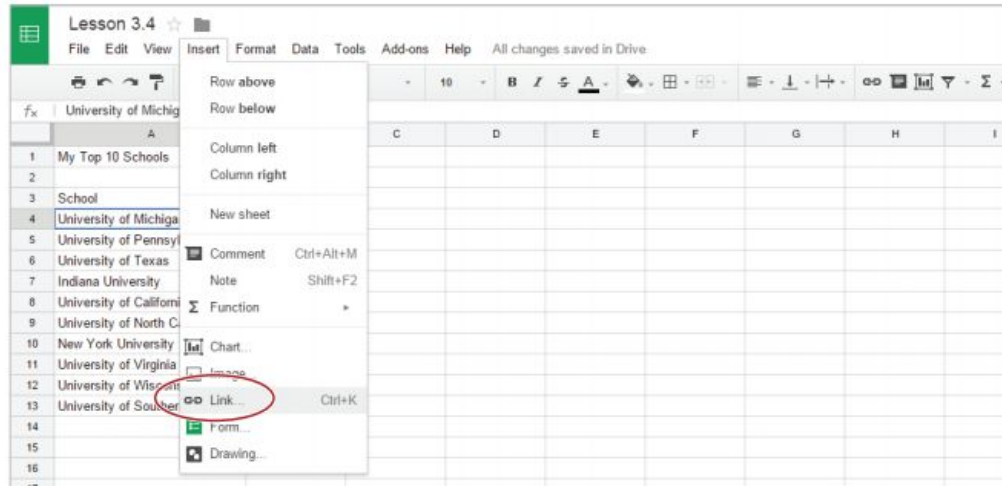 Lesson 3.4
File Edit View Insert Format Data Tools Add-ons Help All changes saved in Drive
10 B I S A Σ
fx University of Michig
A C D E F G H I
1 My Top 10 Schools
2
3 School
4 University of Michiga
5 University of Pennsyl
6 University of Texas
7 Indiana University
8 University of Californi
9 University of North C
10 New York University
11 University of Virginia
12 University of Wiscons
13 University of Souther
14
15
16
Row above
Row below
Column left
Column right
New sheet
Comment Ctrl+Alt+M
Note Shift+F2
Σ Function
Chart...
Image...
Link... Ctrl+K
Form...
Drawing...